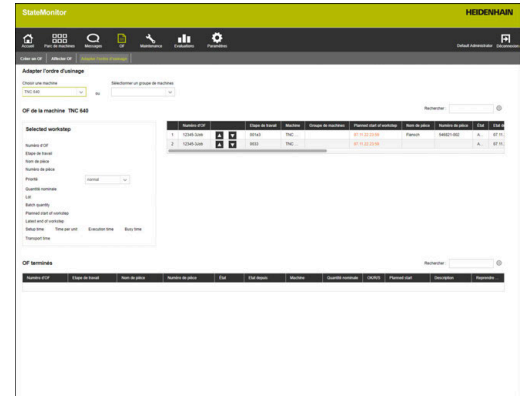 StateMonitor
HEIDENHAIN
Accueil Parc de machines Messages OF Maintenance Evaluations Paramètres Default Administrator Déconnexion
Créer un OF Affecter OF Adapter l'ordre d'usinage
Adapter l'ordre d'usinage
Choisir une machine Sélectionner un groupe de machines
TNC 640 ou
OF de la machine TNC 640 Rechercher :
Selected workstep
Numéro d'OF Etape de travail Machine Groupe de machines Planned start of workstep Nom de pièce Numéro de pièce Etat Etat d
1 12345 Gold TNC ... Flansch
2 12345 Gold TNC ...
Numéro d'OF
Etape de travail
Nom de pièce
Numéro de pièce
Priorité normal
Quantité nominale
Lot
Batch quantity
Planned start of workstep
Latest end of workstep
Setup time Time per unit Execution time Busy time
Transport time
OF terminés Rechercher :
Numéro d'OF Etape de travail Nom de pièce Numéro de pièce Etat Etat depuis Machine Quantité nominale OK/R/S Planned start Description Reprendre